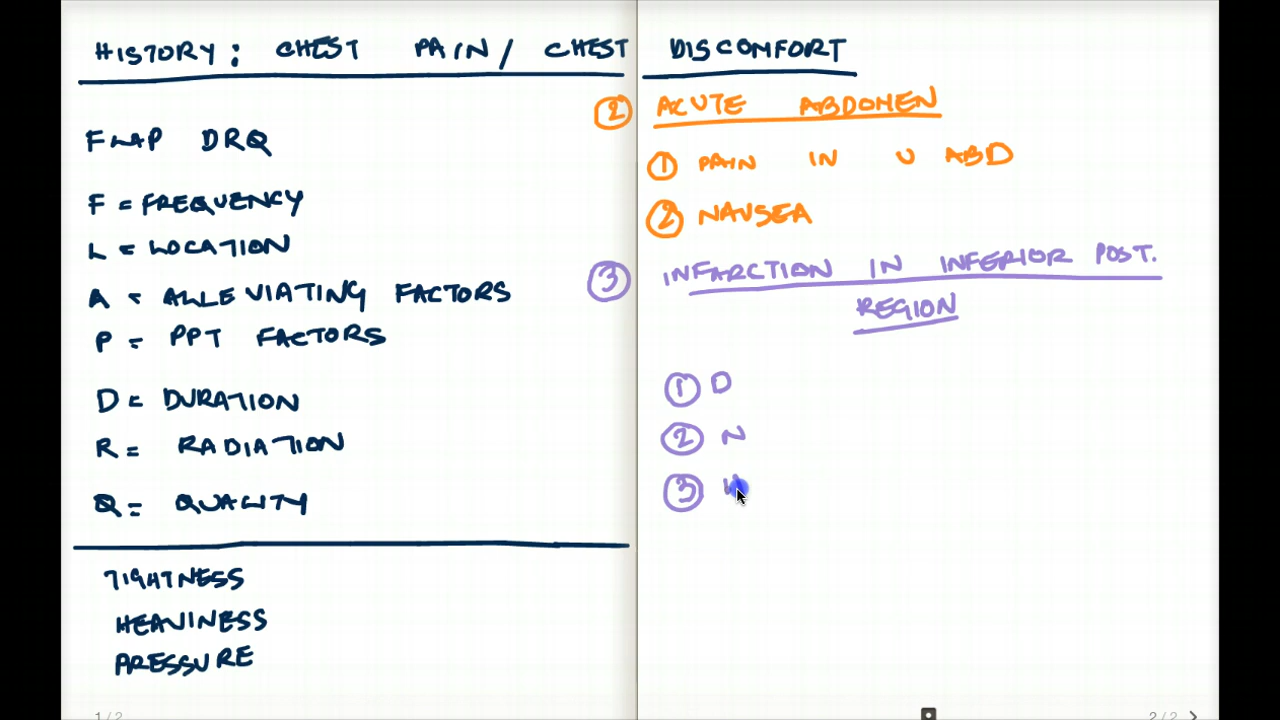 HISTORY: CHEST PAIN/ CHEST DISCOMFORT
FLAP DRQ
F = FREQUENCY
L = LOCATION
A = ALLEVIATING FACTORS
P = PPT FACTORS
D = DURATION
R = RADIATION
Q = QUALITY
TIGHTNESS
HEAVINESS
PRESSURE
1/2
② ACUTE ABDOMEN
① PAIN IN U ABD
② NAUSEA
③ INFARCTION IN INFERIOR POST.
REGION
① D
② N
③
2/2